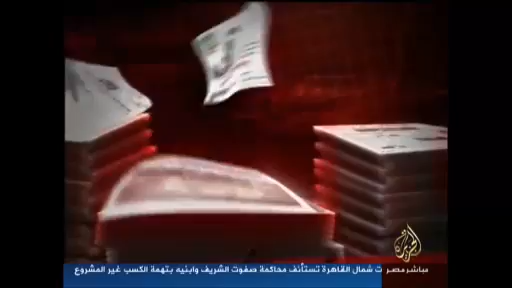 الجزيرة
مباشر مصر
ت شمال القاهرة تستأنف محاكمة صفوت الشريف وابنيه بتهمة الكسب غير المشروع